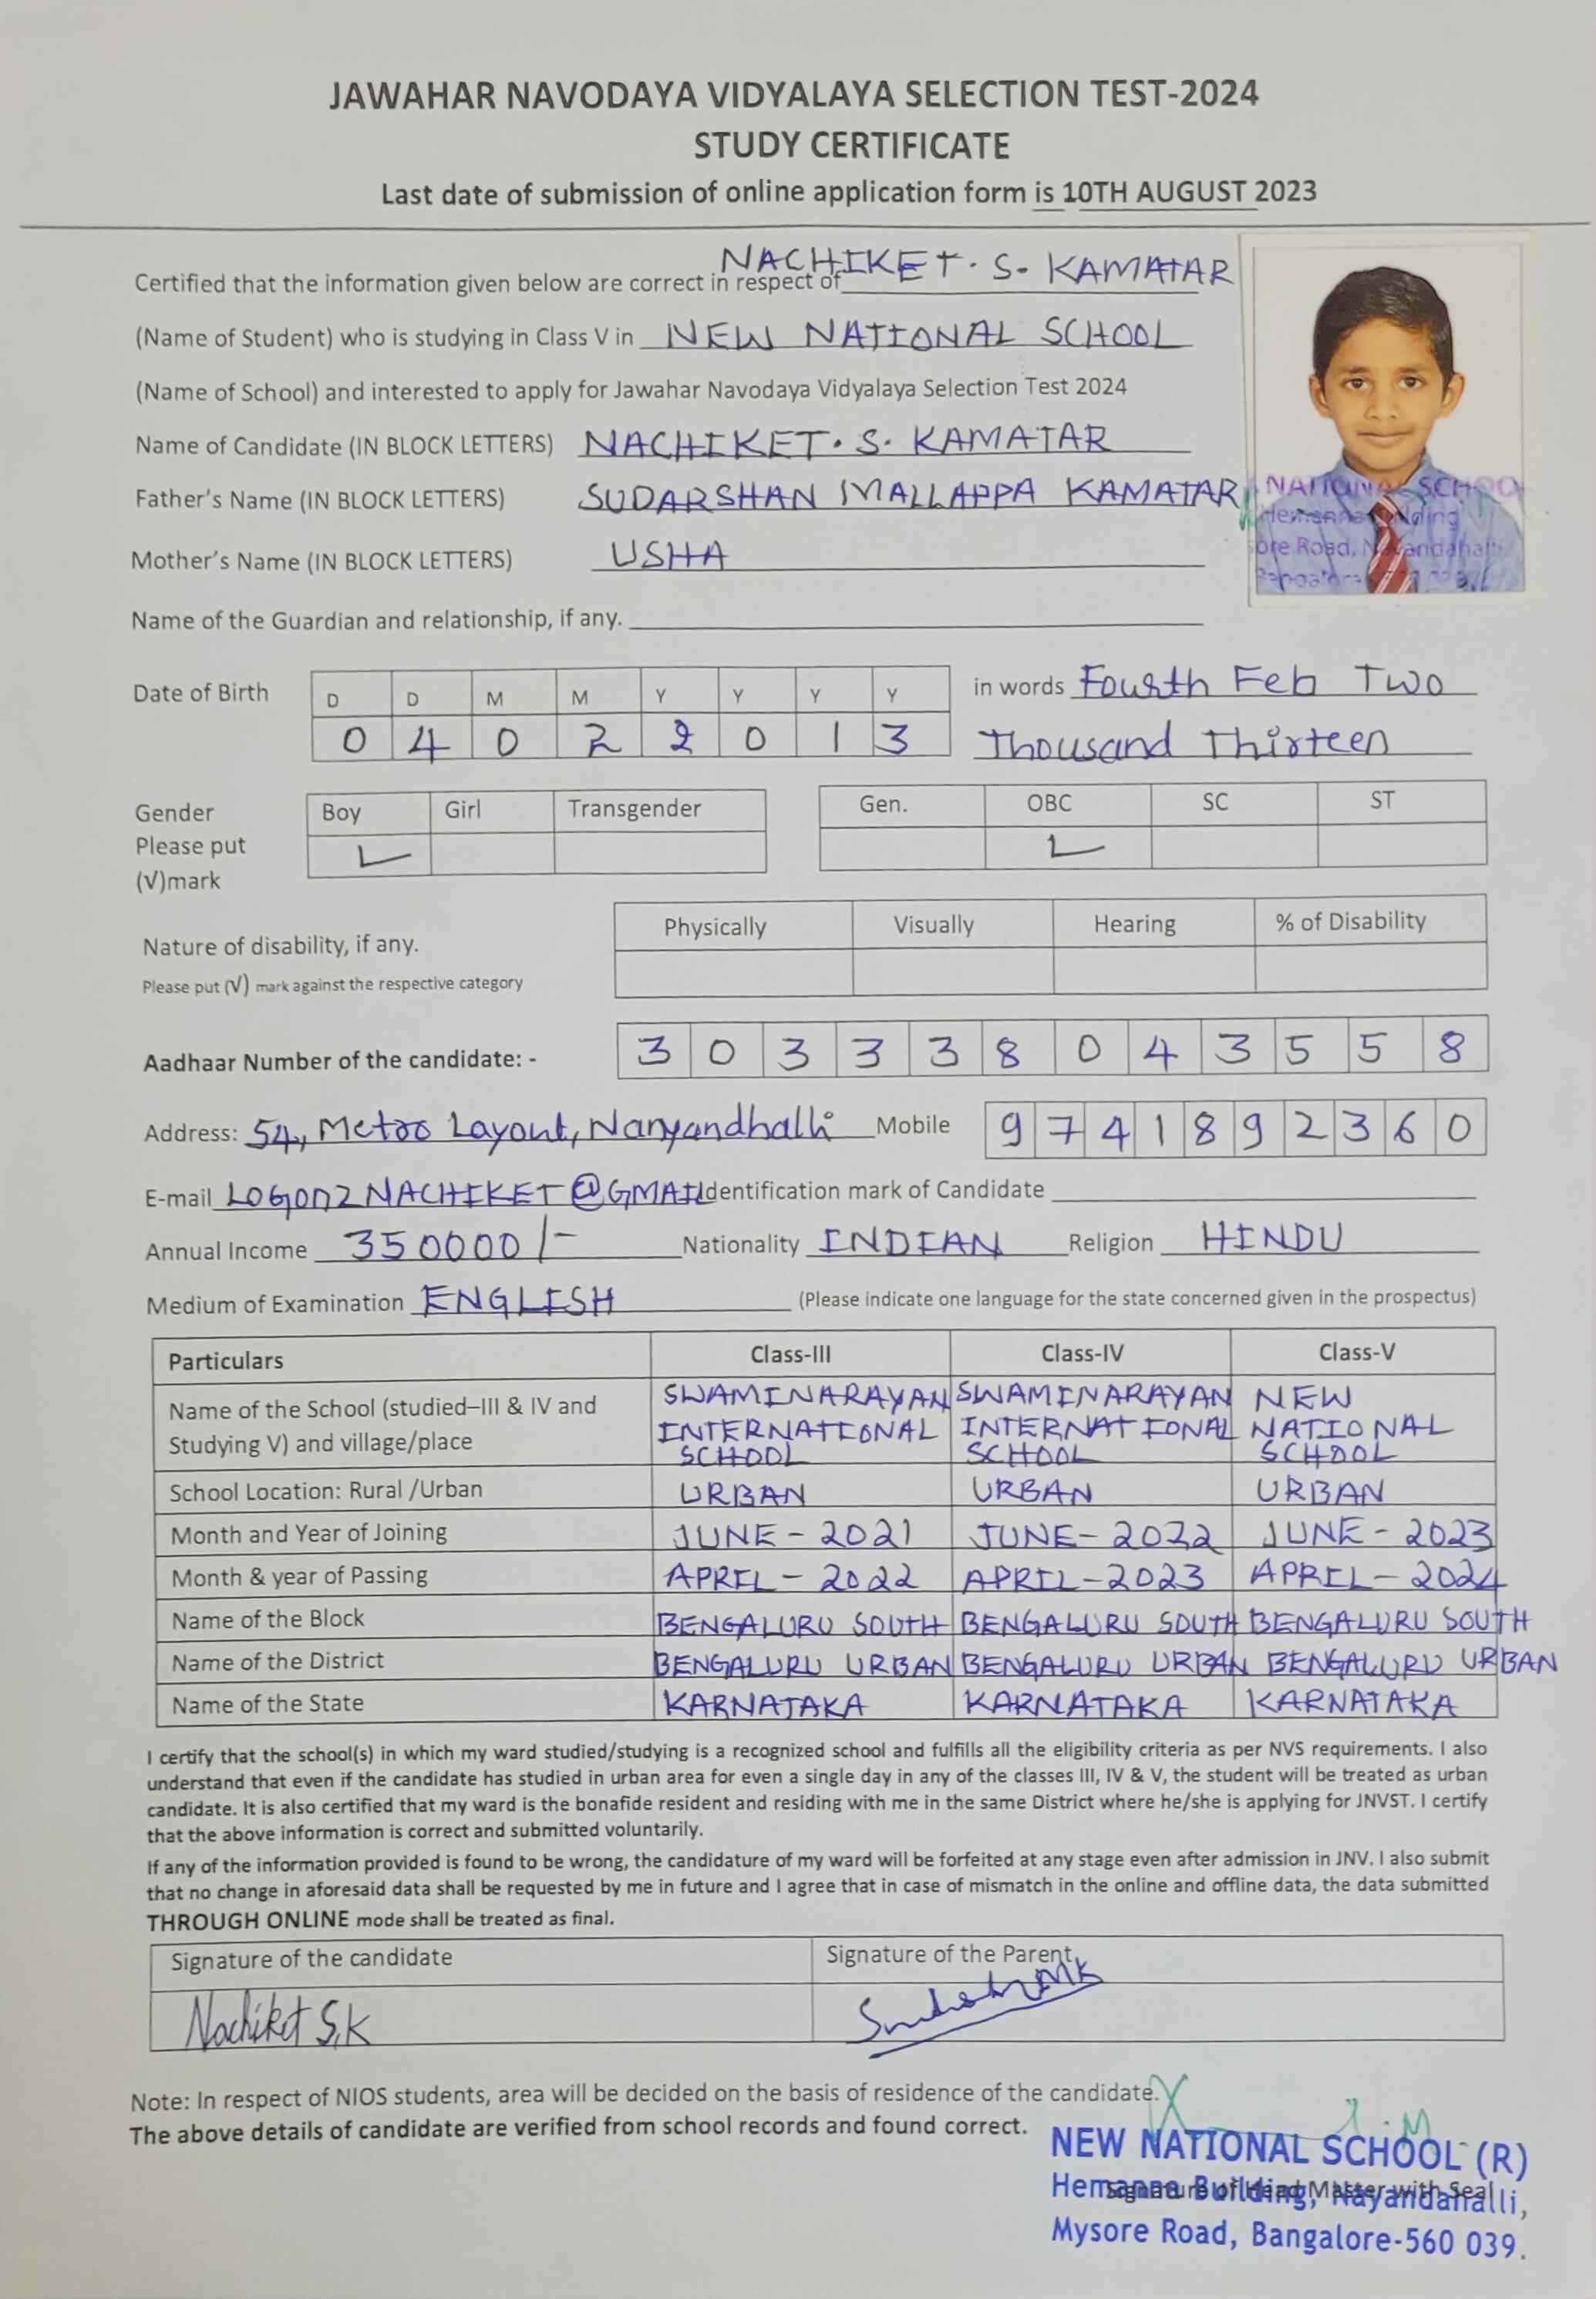 JAWAHAR NAVODAYA VIDYALAYA SELECTION TEST-2024
STUDY CERTIFICATE
Last date of submission of online application form is 10TH AUGUST 2023
Certified that the information given below are correct in respect of NACHIKET. S. KAMATAR
(Name of Student) who is studying in Class V in NEW NATIONAL SCHOOL
(Name of School) and interested to apply for Jawahar Navodaya Vidyalaya Selection Test 2024
Name of Candidate (IN BLOCK LETTERS) NACHIKET. S. KAMATAR
Father's Name (IN BLOCK LETTERS) SUDARSHAN MALLAPPA KAMATAR
NATIONAL SCHOO
Mother's Name (IN BLOCK LETTERS) USHA
Name of the Guardian and relationship, if any.
Date of Birth D D M M Y Y Y Y in words Fourth Feb Two
0 4 0 2 2 0 1 3 Thousand Thirteen
Gender Boy Girl Transgender Gen. OBC SC ST
Please put
(V)mark
Physically Visually Hearing % of Disability
Nature of disability, if any.
Please put (V) mark against the respective category
Aadhaar Number of the candidate: - 3 0 3 3 3 8 0 4 3 5 5 8
Address: 54, Metro Layout, Naryandhalli Mobile 9 7 4 1 8 9 2 3 6 0
E-mail Identification mark of Candidate
Annual Income 350000/- Nationality INDIAN Religion HINDU
Medium of Examination ENGLISH (Please indicate one language for the state concerned given in the prospectus)
Particulars Class-III Class-IV Class-V
Name of the School (studied–III & IV and SWAMINARAYAN SWAMINARAYAN NEW
Studying V) and village/place INTERNATIONAL INTERNATIONAL NATIONAL
SCHOOL SCHOOL SCHOOL
School Location: Rural /Urban URBAN URBAN URBAN
Month and Year of Joining JUNE - 2021 JUNE- 2022 JUNE - 2023
Month & year of Passing APRIL - 2022 APRIL-2023 APRIL- 2024
Name of the Block BENGALURU SOUTH BENGALURU SOUTH BENGALURU SOUTH
Name of the District BENGALURU URBAN BENGALURU URBAN BENGALURU URBAN
Name of the State KARNATAKA KARNATAKA KARNATAKA
I certify that the school(s) in which my ward studied/studying is a recognized school and fulfills all the eligibility criteria as per NVS requirements. I also
understand that even if the candidate has studied in urban area for even a single day in any of the classes III, IV & V, the student will be treated as urban
candidate. It is also certified that my ward is the bonafide resident and residing with me in the same District where he/she is applying for JNVST. I certify
that the above information is correct and submitted voluntarily.
If any of the information provided is found to be wrong, the candidature of my ward will be forfeited at any stage even after admission in JNV. I also submit
that no change in aforesaid data shall be requested by me in future and I agree that in case of mismatch in the online and offline data, the data submitted
THROUGH ONLINE mode shall be treated as final.
Signature of the candidate Signature of the Parent
Nachiket S.K
Note: In respect of NIOS students, area will be decided on the basis of residence of the candidate.
The above details of candidate are verified from school records and found correct.
NEW NATIONAL SCHOOL (R)
Signature of Head Master with Seal
Hemanna Building, Nayandahalli,
Mysore Road, Bangalore-560 039.